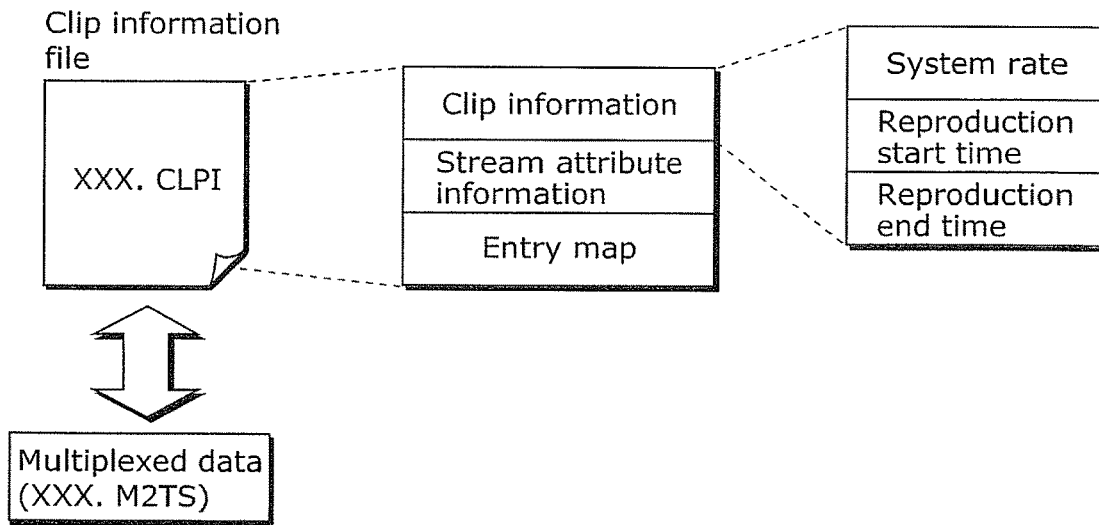 Clip information
file
XXX. CLPI
Clip information
Stream attribute
information
Entry map
System rate
Reproduction
start time
Reproduction
end time
Multiplexed data
(XXX. M2TS)